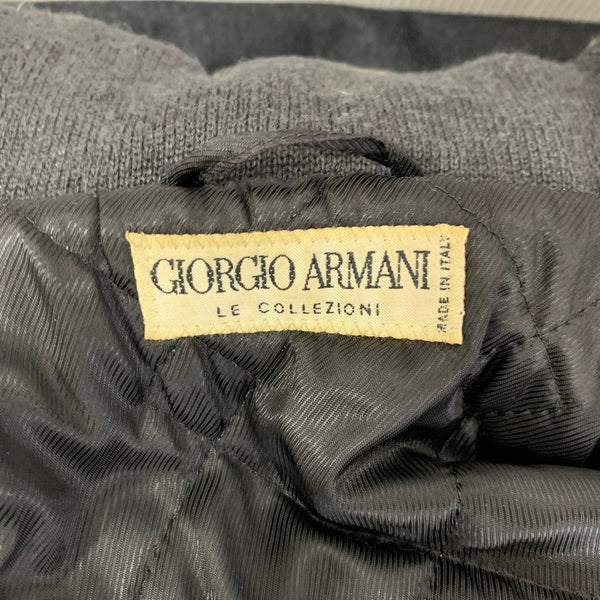 GIORGIO ARMANI
LE COLLEZIONI
MADE IN ITALY